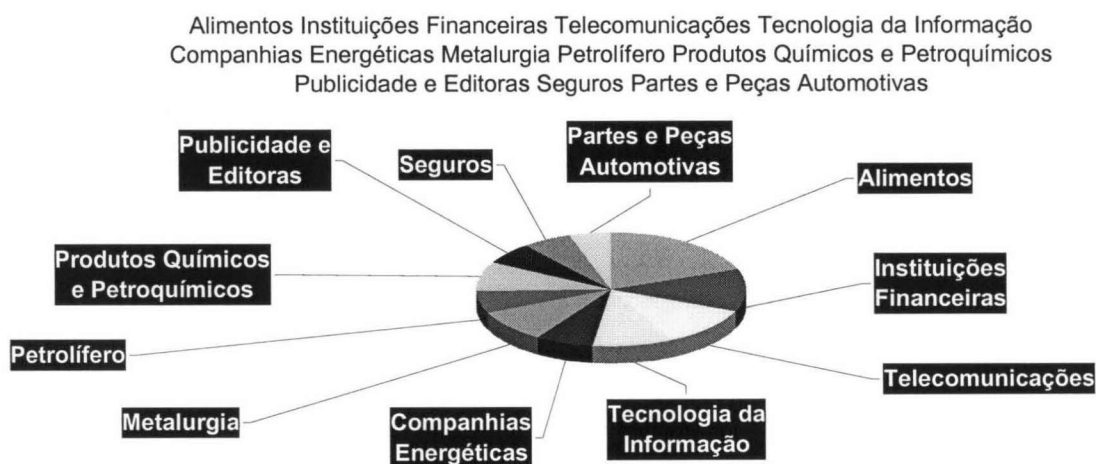 Alimentos Instituições Financeiras Telecomunicações Tecnologia da Informação
Companhias Energéticas Metalurgia Petrolífero Produtos Químicos e Petroquímicos
Publicidade e Editoras Seguros Partes e Peças Automotivas
Publicidade e
Editoras
Seguros
Partes e Peças
Automotivas
Alimentos
Produtos Químicos
e Petroquímicos
Instituições
Financeiras
Petrolífero
Telecomunicações
Metalurgia
Companhias
Energéticas
Tecnologia da
Informação